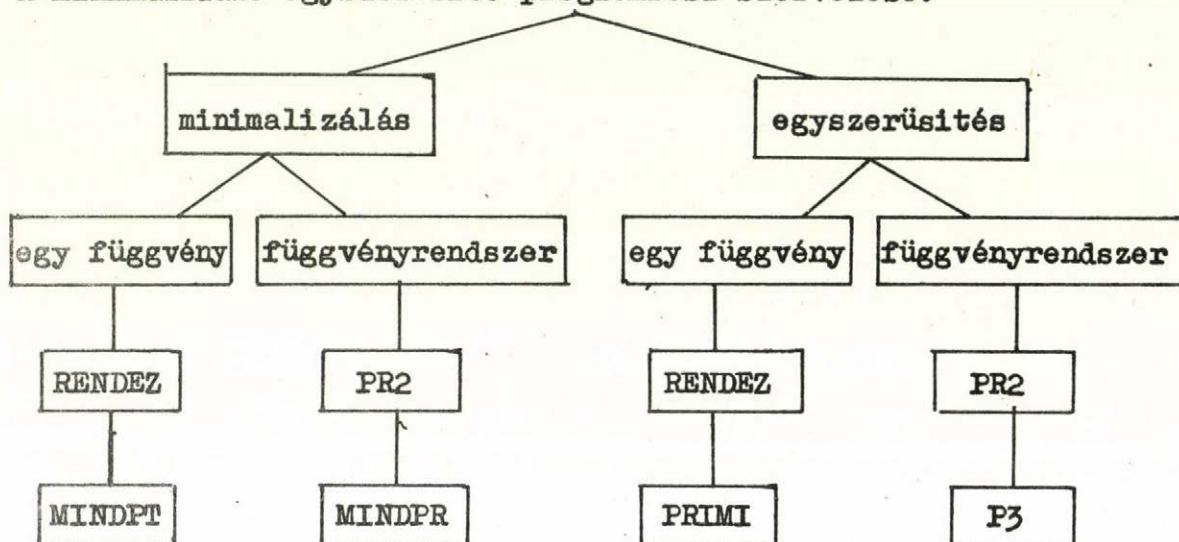 minimalizálás egyszerüsités
egy függvény függvényrendszer egy függvény függvényrendszer
RENDEZ PR2 RENDEZ PR2
MINDPT MINDPR PRIMI P3